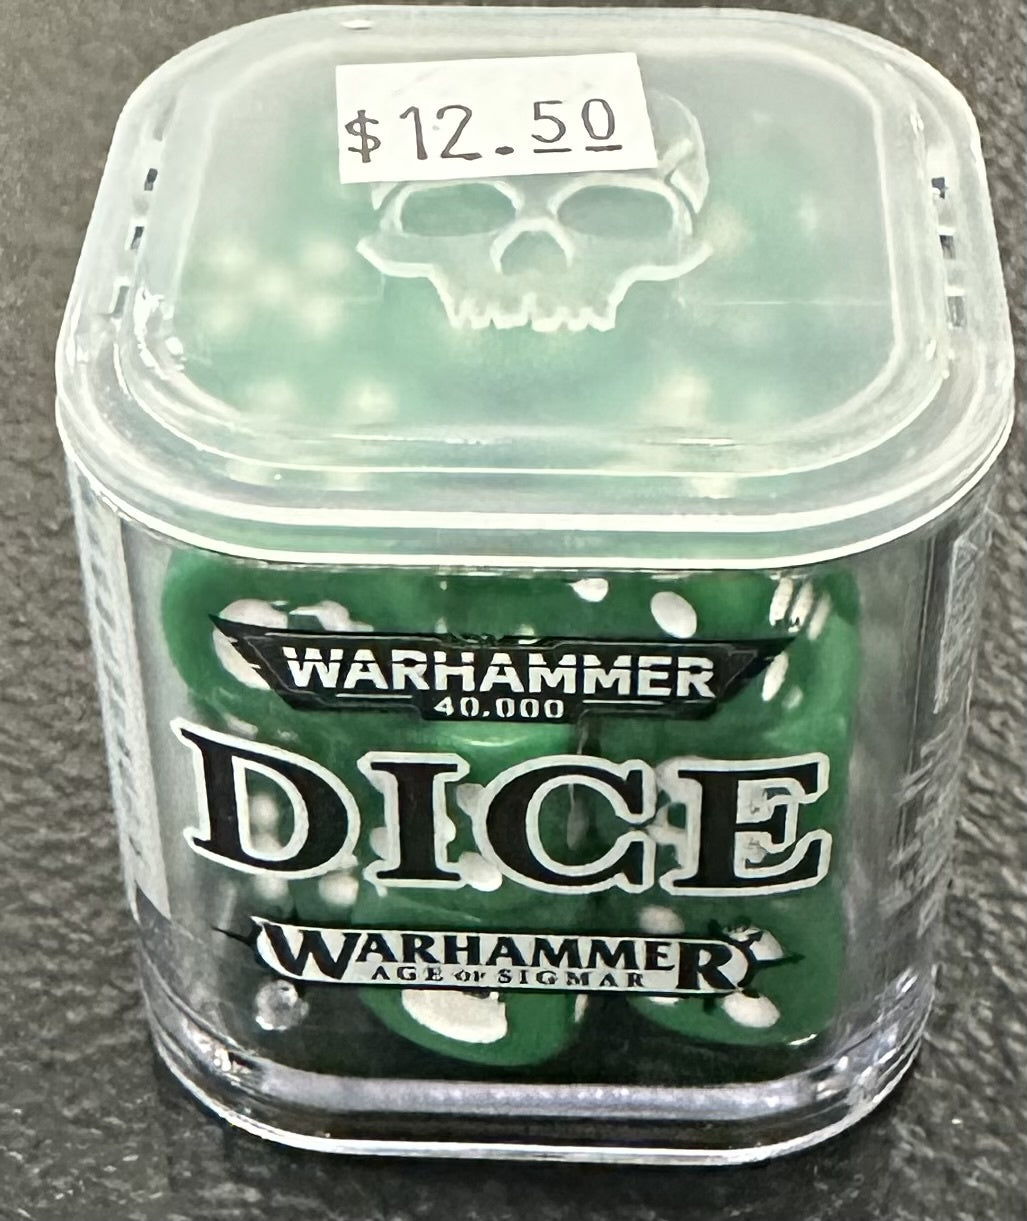 $12.50
WARHAMMER
40,000
DICE
WARHAMMER
AGE OF SIGMAR